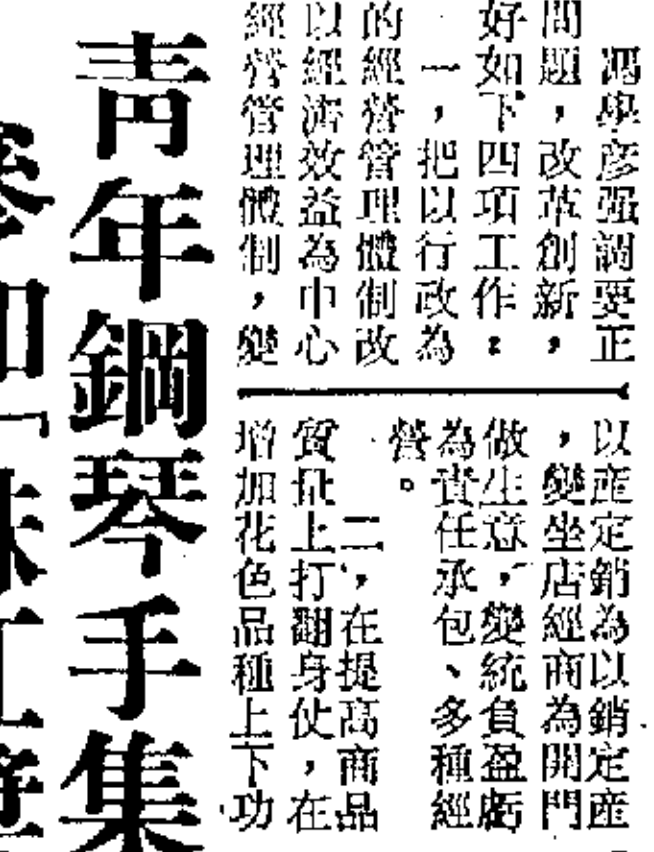 馮學彦强調要正
問題，改革創新，
好如下四項工作：
一，把以行政為
的經營管理體制改
以經濟效益為中心
經營管理體制，變
以産定銷為以銷定産
，變坐店經商為開門
做生意，變統負盈虧
為責任承包、多種經
營。
二，在提高商品
質量上打翻身仗，在
增加花色品種上下功
青年鋼琴手集